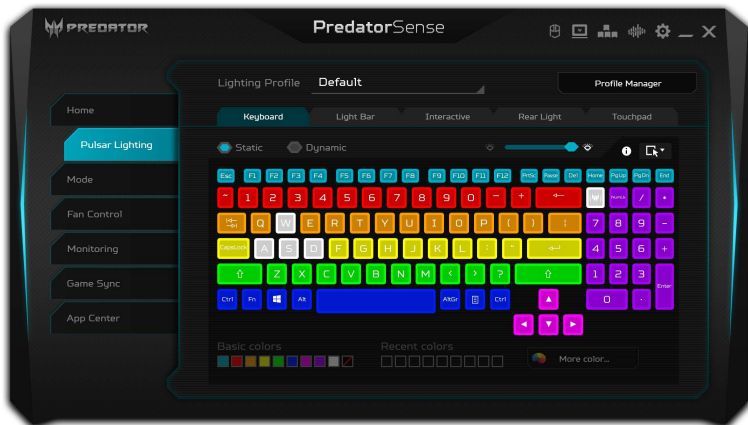 PREDATOR
PredatorSense
Lighting Profile Default Profile Manager
Home
Pulsar Lighting
Mode
Fan Control
Monitoring
Game Sync
App Center
Keyboard Light Bar Interactive Rear Light Touchpad
Static Dynamic
Esc F1 F2 F3 F4 F5 F6 F7 F8 F9 F10 F11 F12 PrtSc Pause Del Home PgUp PgDn End
~ 1 2 3 4 5 6 7 8 9 0 - + ← NumLk / *
Q W E R T Y U I O P ( ) 7 8 9 -
CapsLock A S D F G H J K L : " 4 5 6 +
⇧ Z X C V B N M < > ? ⇧ 1 2 3 Enter
Ctrl Fn Alt AltGr Ctrl ▲ 0 .
◄ ▼ ►
Basic colors Recent colors
More color...